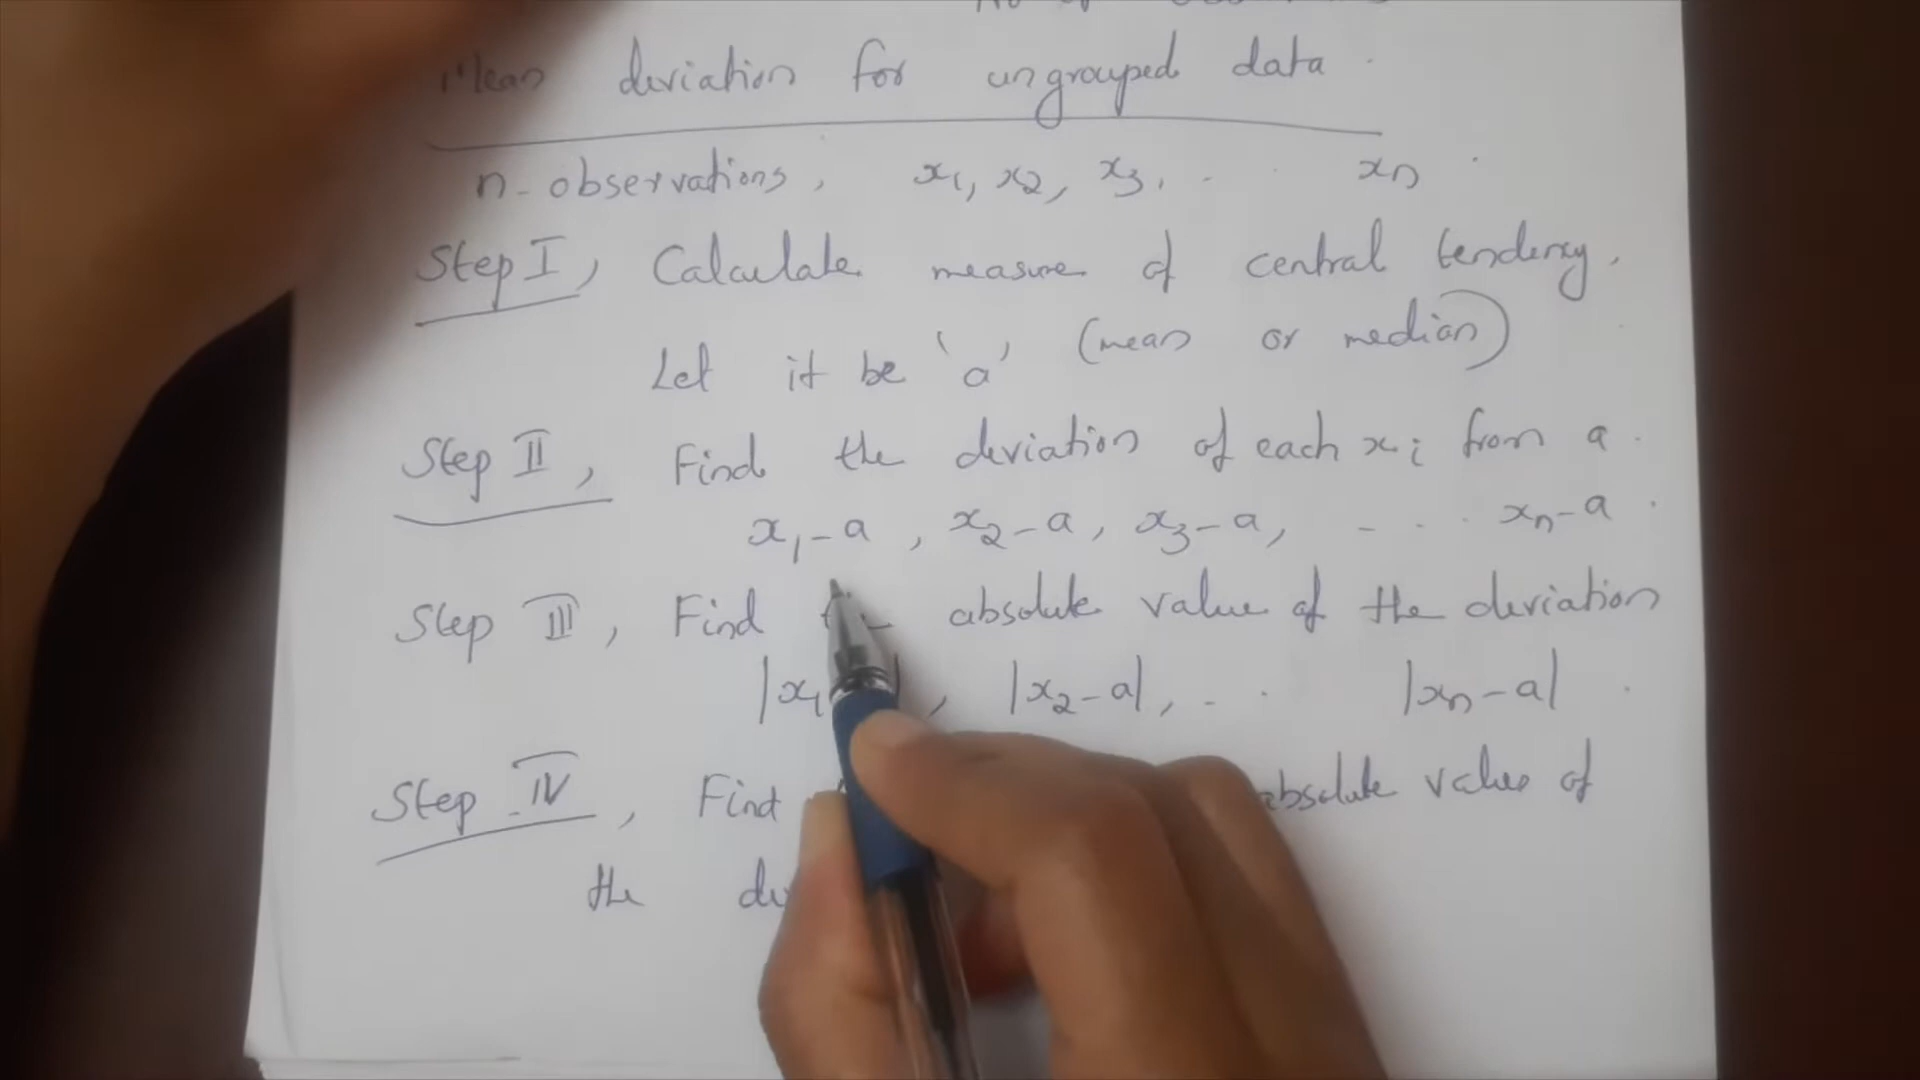 Mean deviation for ungrouped data.
n-observations, x₁, x₂, x₃, . . xₙ.
Step I, Calculate measure of central tendency.
Let it be 'a' (mean or median)
Step II, Find the deviation of each xᵢ from a.
x₁-a, x₂-a, x₃-a, - . . xₙ-a.
Step III, Find absolute value of the deviation
|x₁ |, |x₂-a|, - . |xₙ-a|.
Step IV, Find absolute value of
the